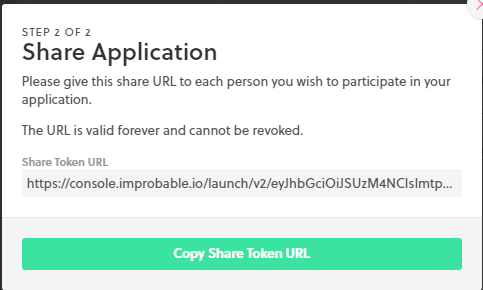 STEP 2 OF 2
Share Application
Please give this share URL to each person you wish to participate in your
application.
The URL is valid forever and cannot be revoked.
Share Token URL
https://console.improbable.io/launch/v2/eyJhbGciOiJSUzM4NCIsImtp...
Copy Share Token URL